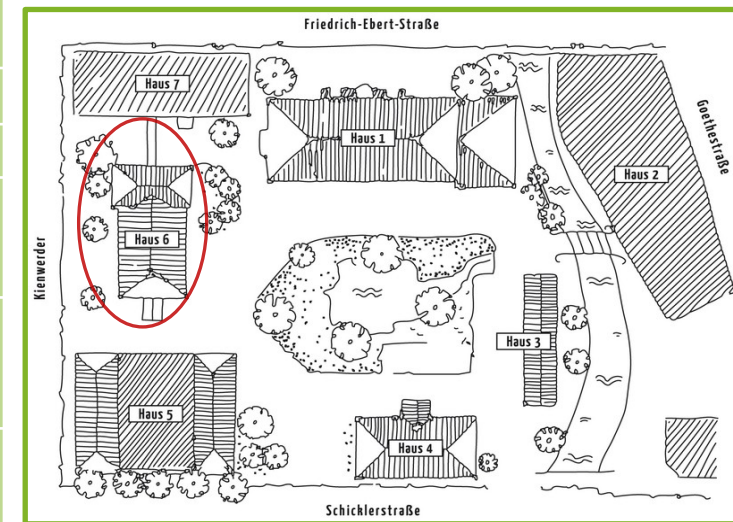 Friedrich-Ebert-Straße
Haus 7
Haus 1
Haus 2
Goethestraße
Kienwerder
Haus 6
Haus 3
Haus 5
Haus 4
Schicklerstraße